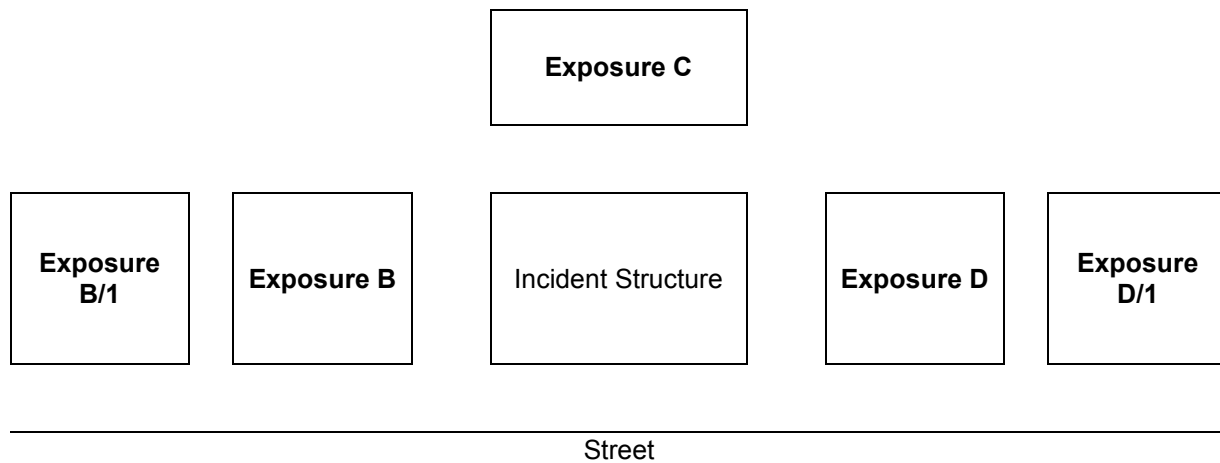 Exposure C
Exposure
B/1
Exposure B
Incident Structure
Exposure D
Exposure
D/1
Street